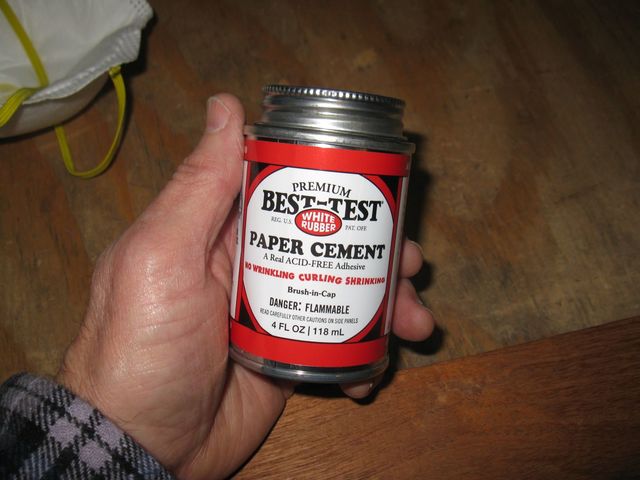 PREMIUM
BEST-TEST
REG. U.S. WHITE RUBBER PAT. OFF.
PAPER CEMENT
A Real ACID-FREE Adhesive
NO WRINKLING CURLING SHRINKING
Brush-in-Cap
DANGER: FLAMMABLE
READ CAREFULLY OTHER CAUTIONS ON SIDE PANELS
4 FL OZ | 118 mL